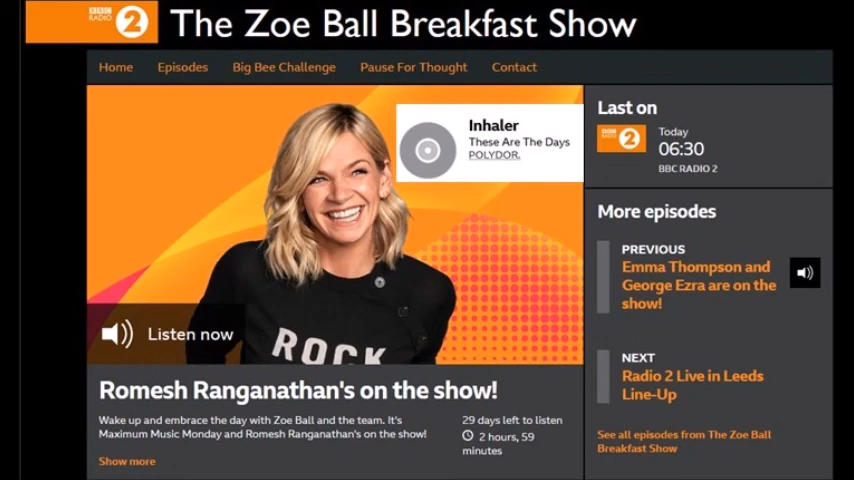 BBC
RADIO
2
The Zoe Ball Breakfast Show
Home Episodes Big Bee Challenge Pause For Thought Contact
Inhaler
These Are The Days
POLYDOR.
ROCK
Listen now
Romesh Ranganathan's on the show!
Wake up and embrace the day with Zoe Ball and the team. It's
Maximum Music Monday and Romesh Ranganathan's on the show!
Show more
29 days left to listen
2 hours, 59
minutes
Last on
BBC
RADIO
2
Today
06:30
BBC RADIO 2
More episodes
PREVIOUS
Emma Thompson and
George Ezra are on the
show!
NEXT
Radio 2 Live in Leeds
Line-Up
See all episodes from The Zoe Ball
Breakfast Show